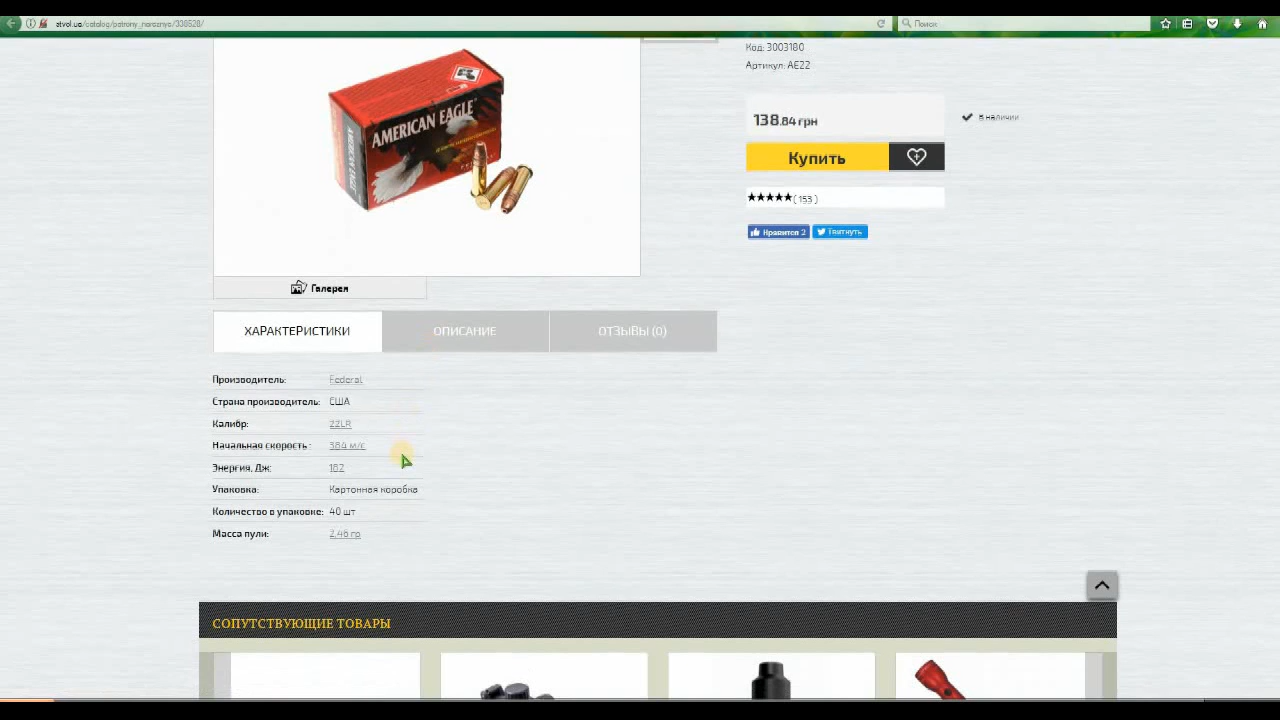 stvol.ua/catalog/patrony_nareznye/338528/
Поиск
Код: 3003180
Артикул: AE22
AMERICAN EAGLE
138.84 грн
в наличии
Купить
★★★★★( 153 )
Нравится 2
Твитнуть
Галерея
ХАРАКТЕРИСТИКИ
ОПИСАНИЕ
ОТЗЫВЫ (0)
Производитель: Federal
Страна производитель: США
Калибр: 22LR
Начальная скорость : 384 м/с
Энергия, Дж: 182
Упаковка: Картонная коробка
Количество в упаковке: 40 шт
Масса пули: 2,46 гр
СОПУТСТВУЮЩИЕ ТОВАРЫ